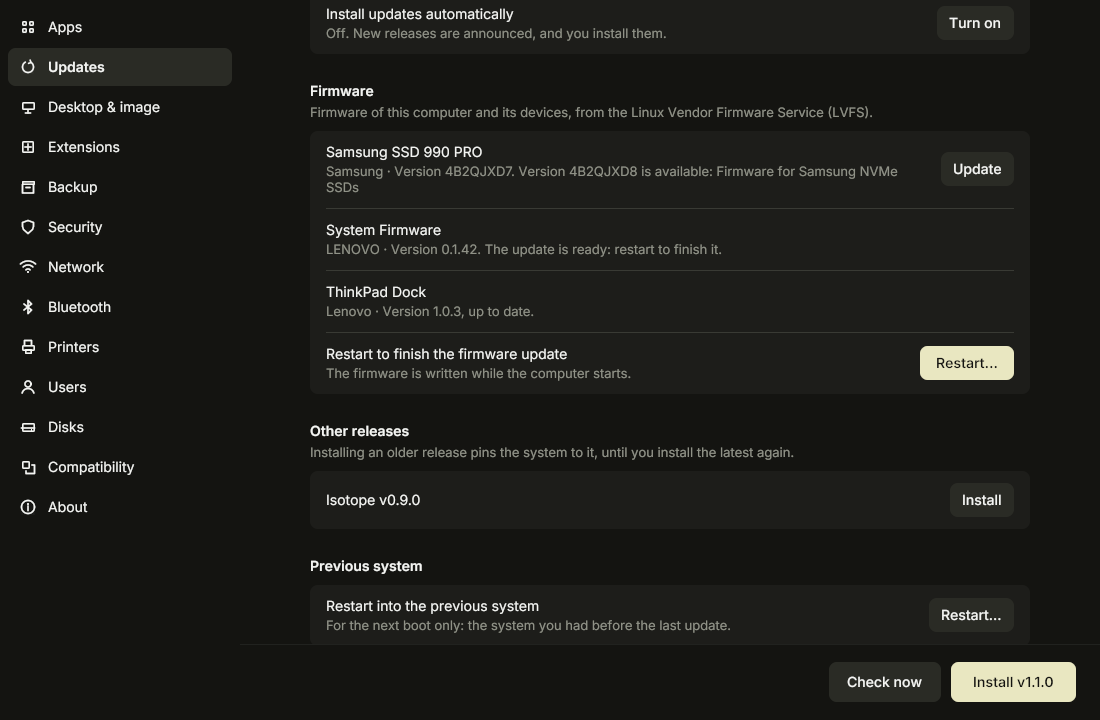 Apps
Updates
Desktop & image
Extensions
Backup
Security
Network
Bluetooth
Printers
Users
Disks
Compatibility
About
Install updates automatically
Off. New releases are announced, and you install them.
Turn on
Firmware
Firmware of this computer and its devices, from the Linux Vendor Firmware Service (LVFS).
Samsung SSD 990 PRO
Samsung · Version 4B2QJXD7. Version 4B2QJXD8 is available: Firmware for Samsung NVMe
SSDs
Update
System Firmware
LENOVO · Version 0.1.42. The update is ready: restart to finish it.
ThinkPad Dock
Lenovo · Version 1.0.3, up to date.
Restart to finish the firmware update
The firmware is written while the computer starts.
Restart...
Other releases
Installing an older release pins the system to it, until you install the latest again.
Isotope v0.9.0
Install
Previous system
Restart into the previous system
For the next boot only: the system you had before the last update.
Restart...
Check now
Install v1.1.0